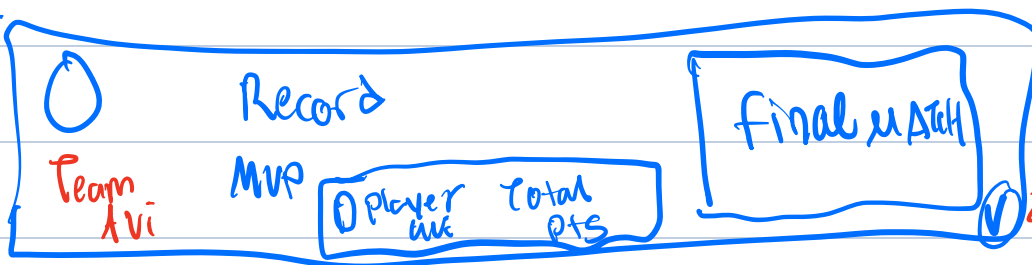 Record
Final MATCH
Team
Avi
MVP
Player Total
pts
V